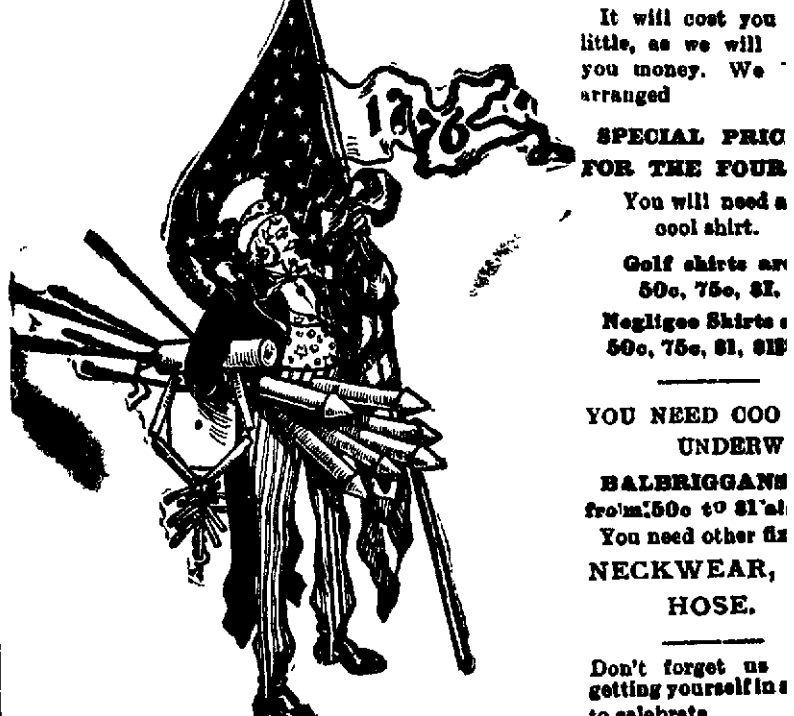 1776
It will cost you
little, as we will
you money. We
arranged
SPECIAL PRIC
FOR THE FOUR
You will need a
cool shirt.
Golf shirts are
50c, 75c, $1,
Negligee Shirts
50c, 75c, $1,
YOU NEED COO
UNDERW
BALBRIGGANS
from 50c to $1
You need other fix
NECKWEAR,
HOSE.
Don't forget us
getting yourself in
to celebrate